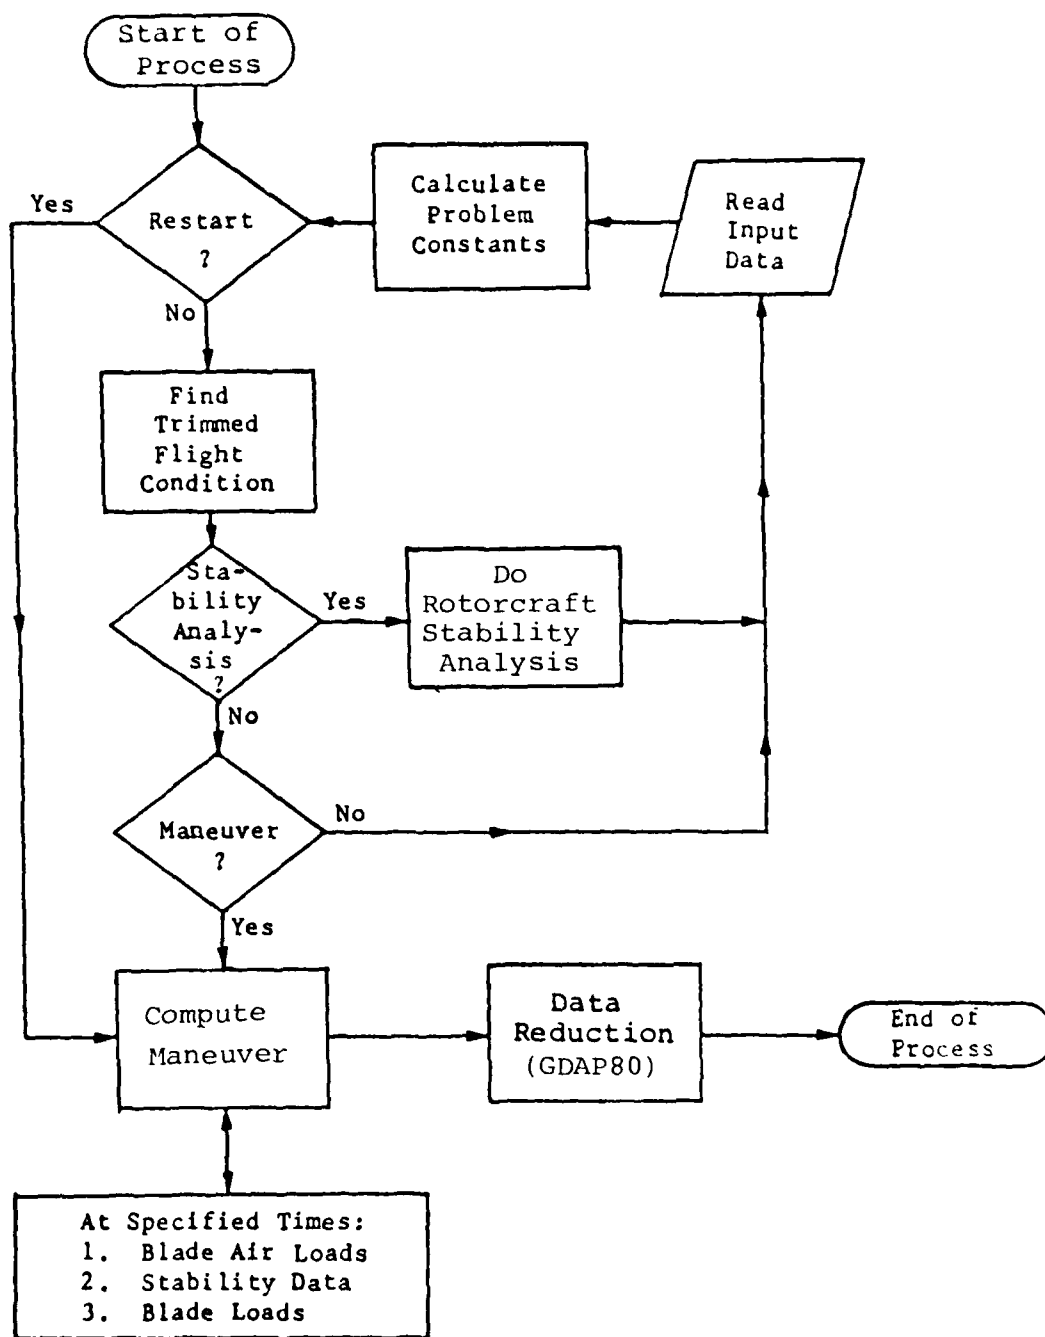 Start of
Process
Yes
Restart
?
Calculate
Problem
Constants
Read
Input
Data
No
Find
Trimmed
Flight
Condition
Sta-
bility
Analy-
sis
?
Yes
Do
Rotorcraft
Stability
Analysis
No
Maneuver
?
No
Yes
Compute
Maneuver
Data
Reduction
(GDAP80)
End of
Process
At Specified Times:
1. Blade Air Loads
2. Stability Data
3. Blade Loads